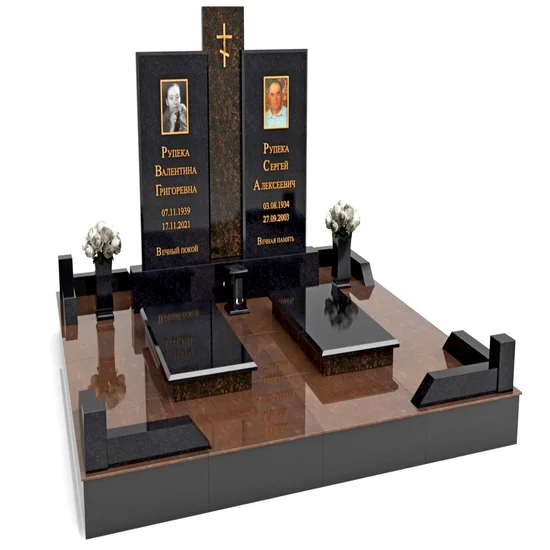 Рупека
Валентина
Григоревна
07.11.1939
17.11.2021
Вечный покой
Рупека
Сергей
Алексеевич
03.08.1934
27.09.2003
Вечная память